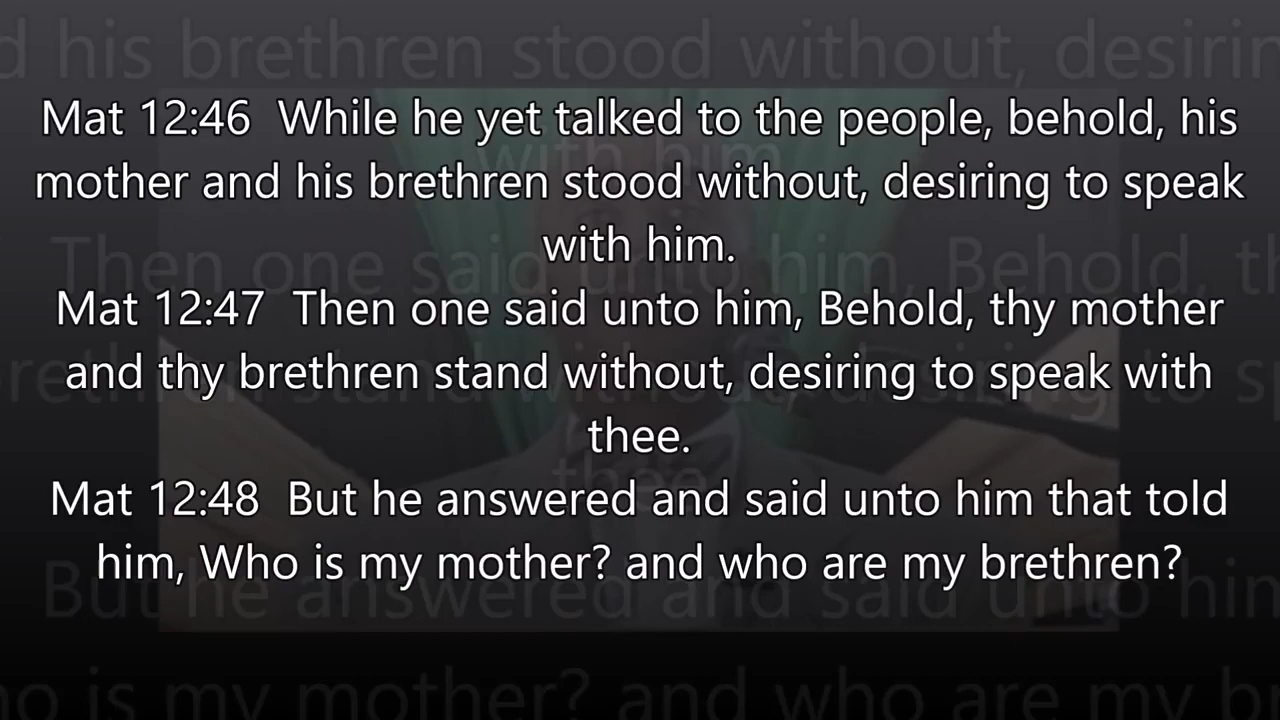 Mat 12:46  While he yet talked to the people, behold, his
mother and his brethren stood without, desiring to speak
with him.
Mat 12:47  Then one said unto him, Behold, thy mother
and thy brethren stand without, desiring to speak with
thee.
Mat 12:48  But he answered and said unto him that told
him, Who is my mother? and who are my brethren?